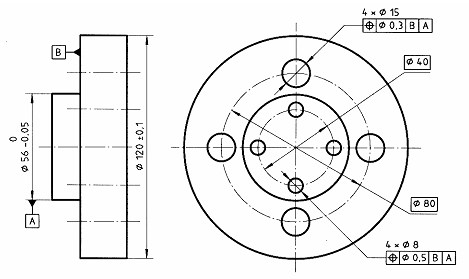 4 × ⌀ 15
⌖ ⌀ 0,3 B A
B
⌀ 40
0
⌀ 56 -0.05
⌀ 120 ±0,1
A
⌀ 80
4 × ⌀ 8
⌖ ⌀ 0,5 B A